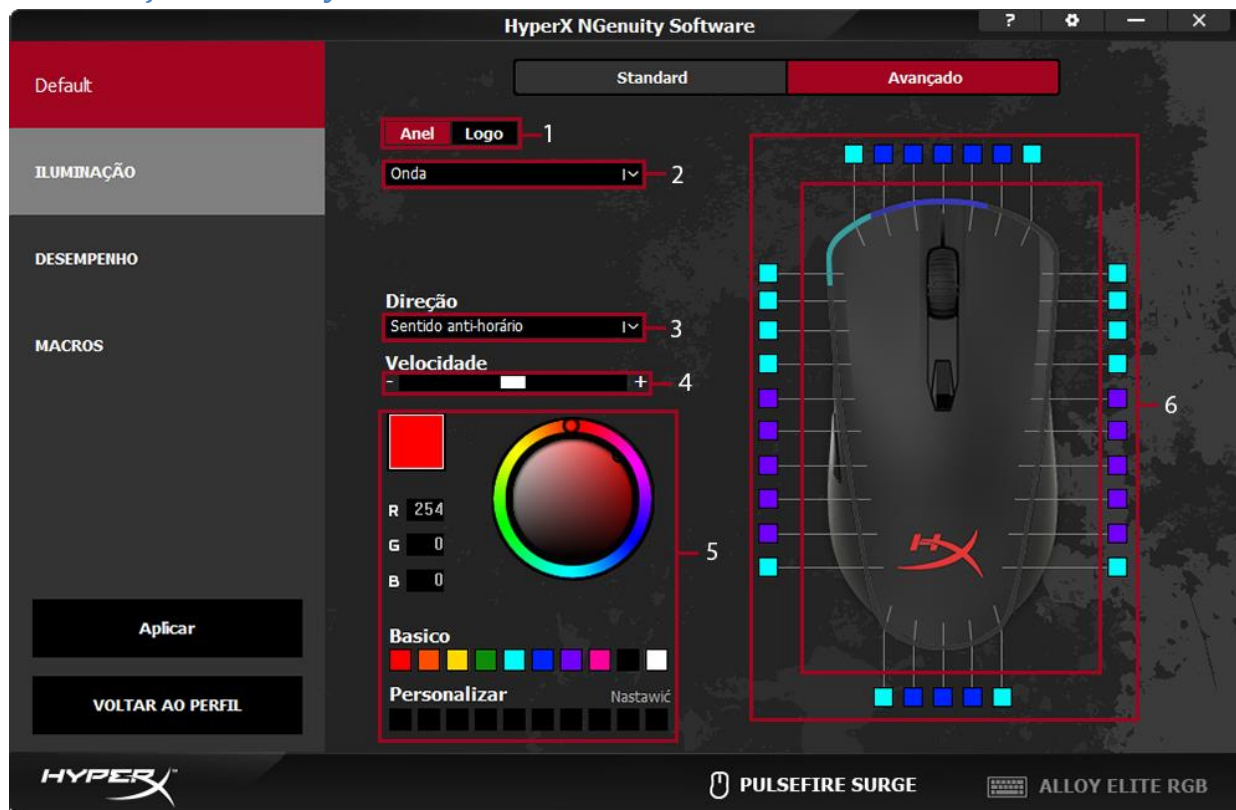 HyperX NGenuity Software
?
Default
Standard
Avançado
Anel Logo 1
ILUMINAÇÃO
Onda 2
DESEMPENHO
Direção
Sentido anti-horário 3
MACROS
Velocidade
- + 4
6
R 254
G 0
5
B 0
Aplicar
Basico
Personalizar Nastawić
VOLTAR AO PERFIL
HYPERX
PULSEFIRE SURGE
ALLOY ELITE RGB